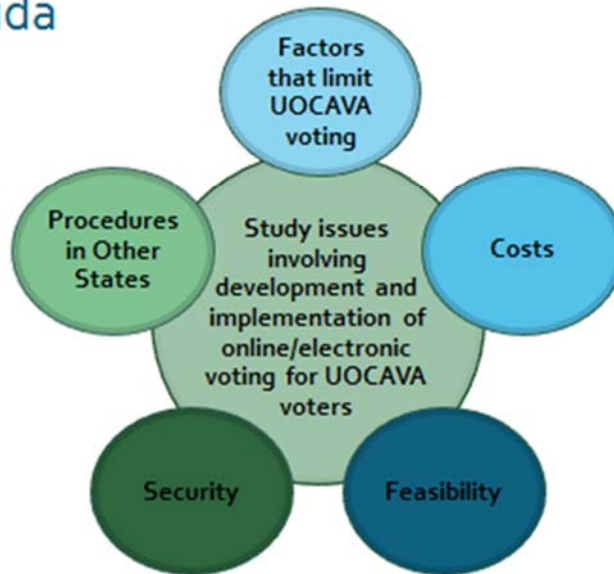 Factors
that limit
UOCAVA
voting
Procedures
in Other
States
Study issues
involving
development and
implementation of
online/electronic
voting for UOCAVA
voters
Costs
Security
Feasibility